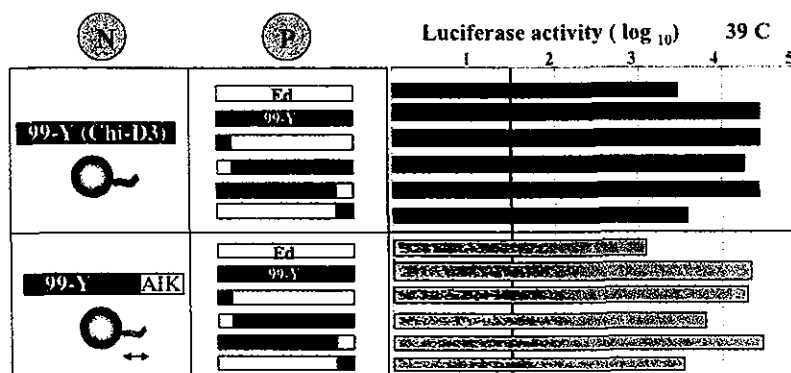 N P Luciferase activity ( log 10) 39 C
1 2 3 4 5
Ed
99-Y
99-Y (Chi-D3)
Ed
99-Y
99-Y AIK